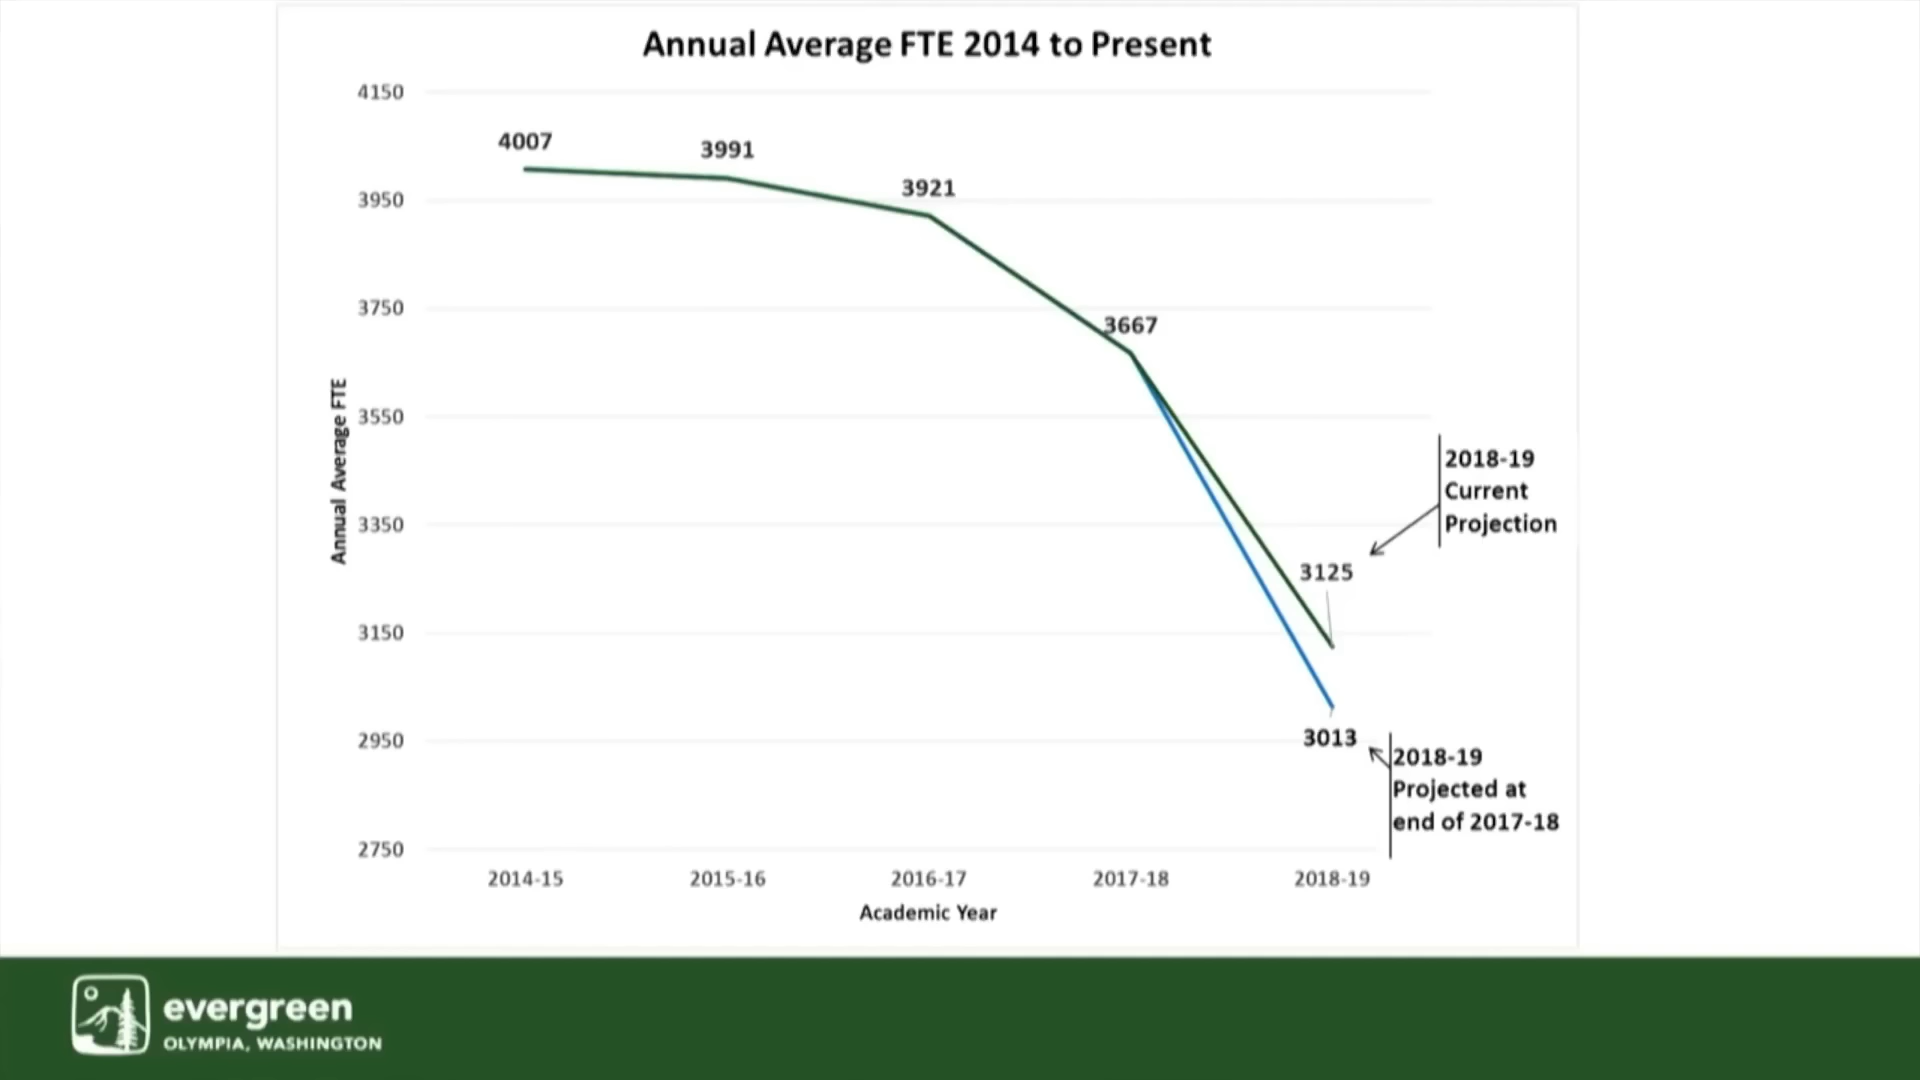 Annual Average FTE 2014 to Present
4150
3950
3750
3550
3350
3150
2950
2750
Annual Average FTE
4007
3991
3921
3667
3125
3013
2018-19
Current
Projection
2018-19
Projected at
end of 2017-18
2014-15
2015-16
2016-17
2017-18
2018-19
Academic Year
evergreen
OLYMPIA, WASHINGTON